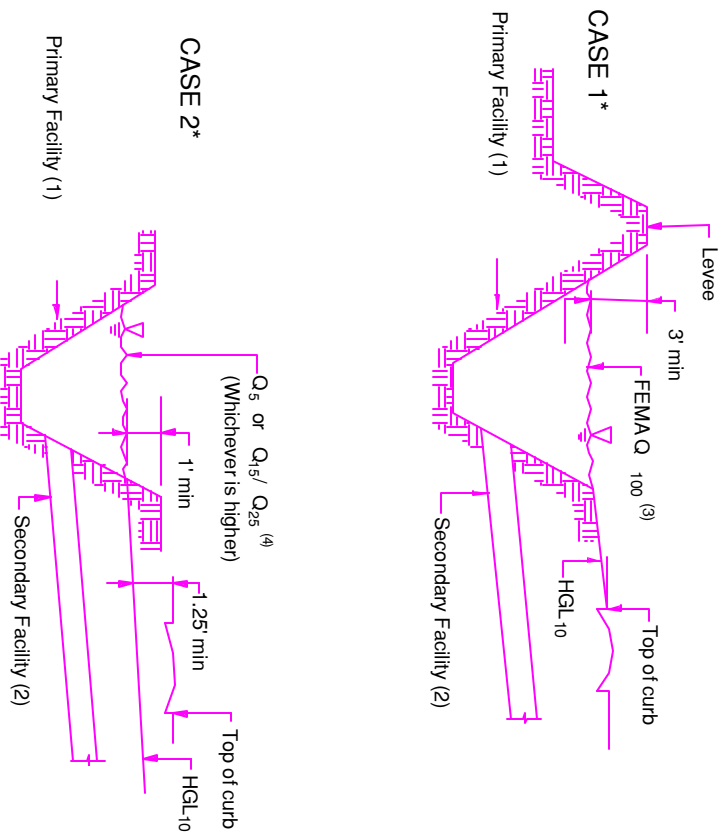 CASE 1*
Levee
3' min
FEMA Q 100 (3)
Top of curb
HGL10
Primary Facility (1)
Secondary Facility (2)
CASE 2*
Q5 or Q15/ Q25 (4)
(Whichever is higher)
1' min
1.25' min
Top of curb
HGL10
Primary Facility (1)
Secondary Facility (2)